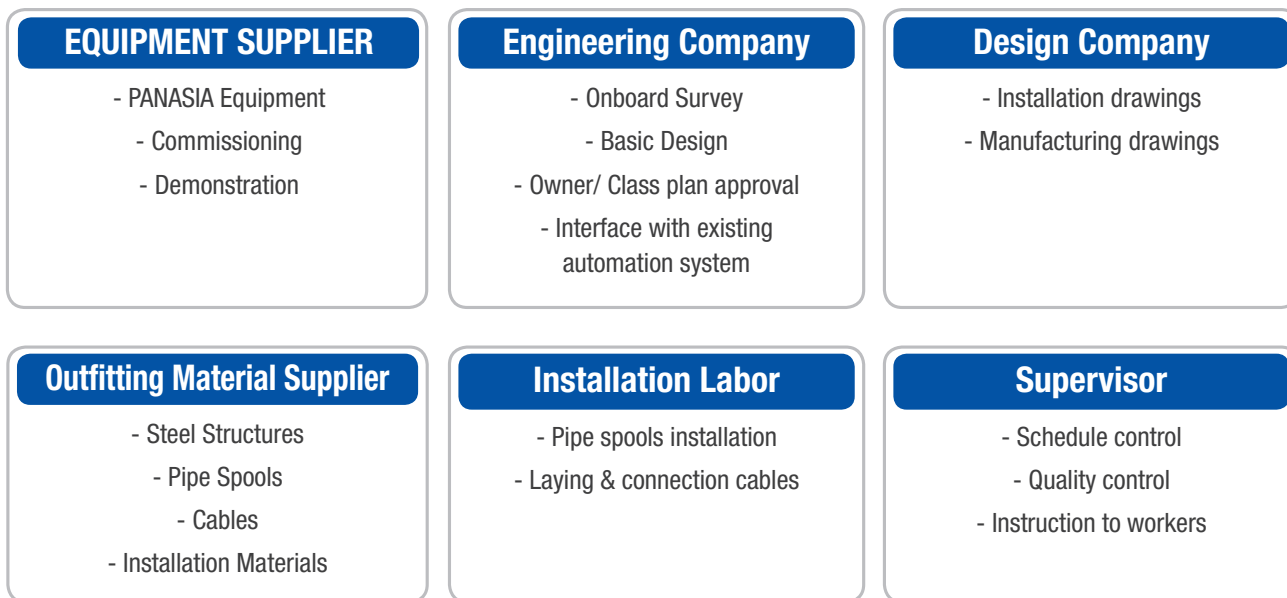 EQUIPMENT SUPPLIER
- PANASIA Equipment
- Commissioning
- Demonstration
Engineering Company
- Onboard Survey
- Basic Design
- Owner/ Class plan approval
- Interface with existing
automation system
Design Company
- Installation drawings
- Manufacturing drawings
Outfitting Material Supplier
- Steel Structures
- Pipe Spools
- Cables
- Installation Materials
Installation Labor
- Pipe spools installation
- Laying & connection cables
Supervisor
- Schedule control
- Quality control
- Instruction to workers